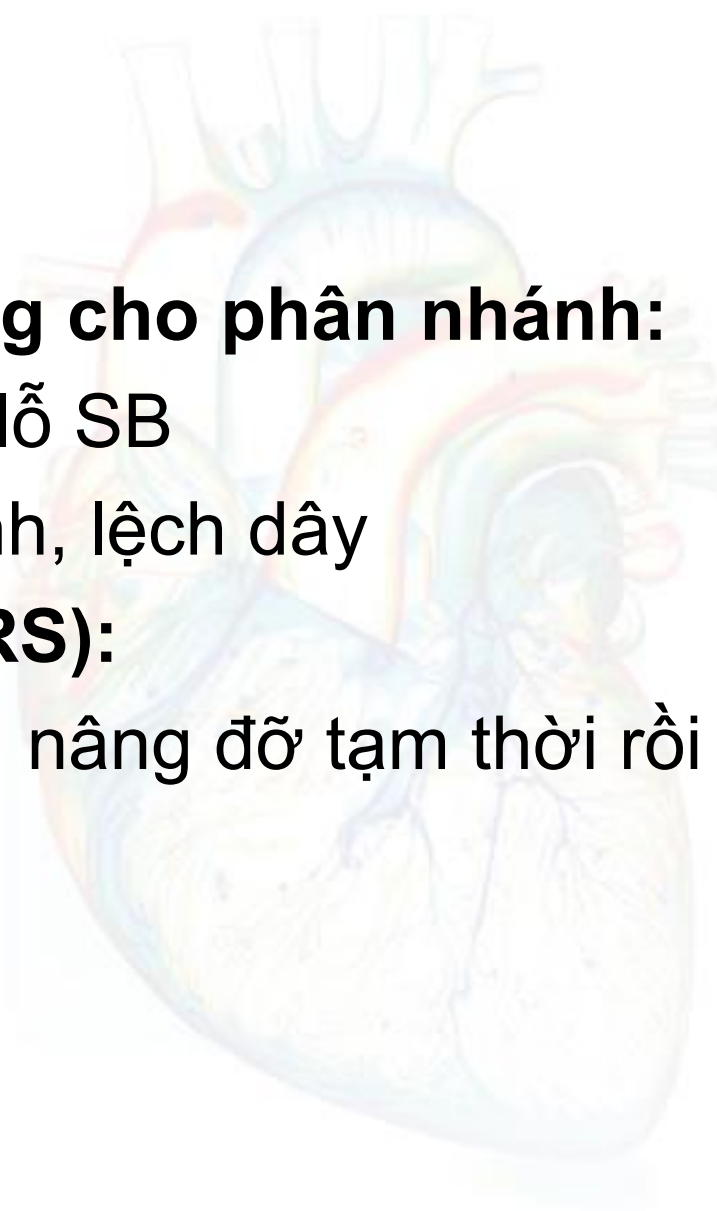 g cho phân nhánh:
lỗ SB
nh, lệch dây
RS):
nâng đỡ tạm thời rồi